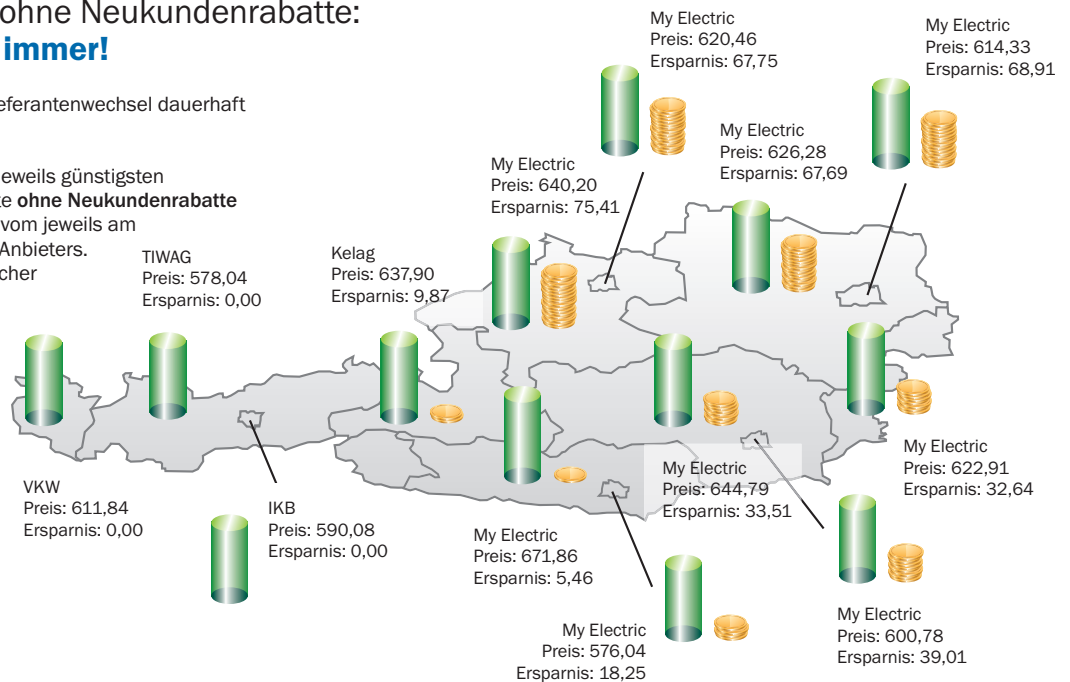 ohne Neukundenrabatte:
immer!
eferantenwechsel dauerhaft
eweils günstigsten
e ohne Neukundenrabatte
vom jeweils am
Anbieters.
cher
My Electric
Preis: 620,46
Ersparnis: 67,75
My Electric
Preis: 614,33
Ersparnis: 68,91
My Electric
Preis: 626,28
Ersparnis: 67,69
My Electric
Preis: 640,20
Ersparnis: 75,41
TIWAG
Preis: 578,04
Ersparnis: 0,00
Kelag
Preis: 637,90
Ersparnis: 9,87
VKW
Preis: 611,84
Ersparnis: 0,00
IKB
Preis: 590,08
Ersparnis: 0,00
My Electric
Preis: 671,86
Ersparnis: 5,46
My Electric
Preis: 644,79
Ersparnis: 33,51
My Electric
Preis: 622,91
Ersparnis: 32,64
My Electric
Preis: 576,04
Ersparnis: 18,25
My Electric
Preis: 600,78
Ersparnis: 39,01